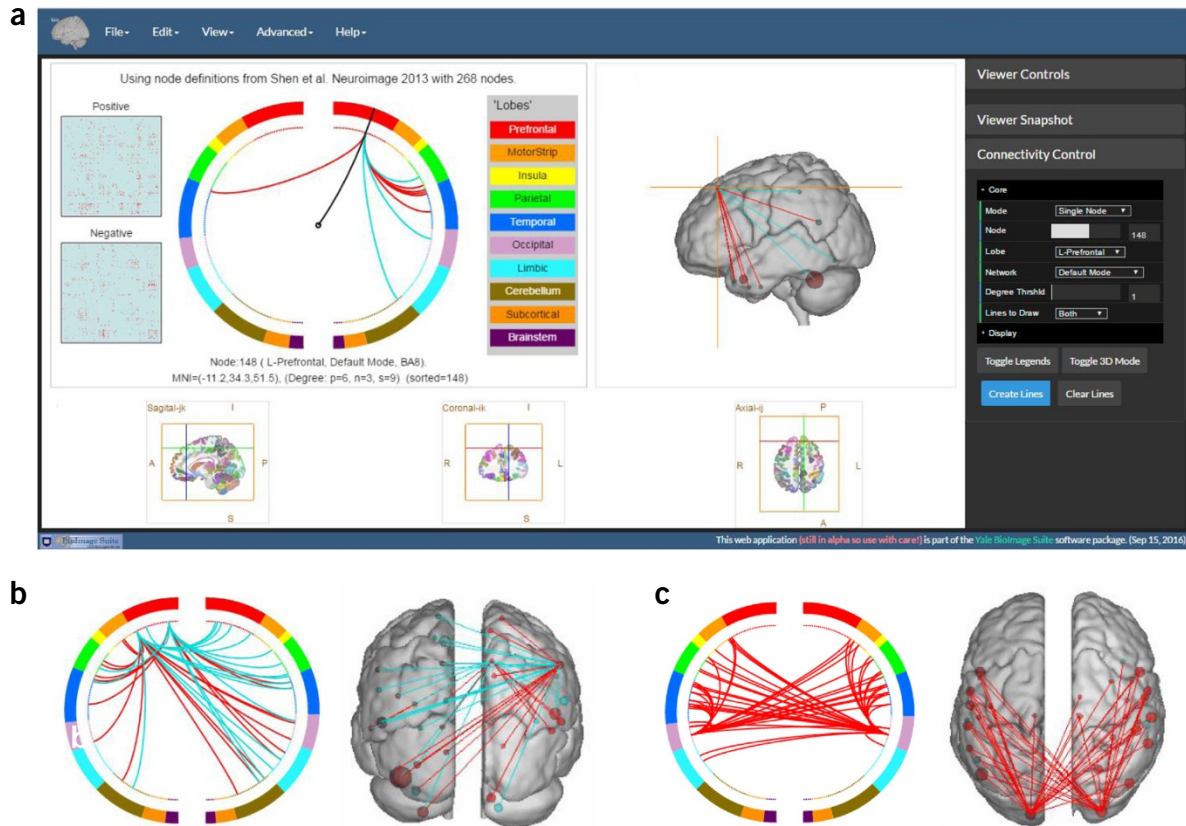 a
File Edit View Advanced Help
Using node definitions from Shen et al. Neuroimage 2013 with 268 nodes.
Positive
Negative
'Lobes'
Prefrontal
MotorStrip
Insula
Parietal
Temporal
Occipital
Limbic
Cerebellum
Subcortical
Brainstem
Node:148 ( L-Prefrontal, Default Mode, BA8).
MNI=(-11.2,34.3,51.5), (Degree: p=6, n=3, s=9) (sorted=148)
Viewer Controls
Viewer Snapshot
Connectivity Control
Core
Mode Single Node
Node 148
Lobe L-Prefrontal
Network Default Mode
Degree Thrshld 1
Lines to Draw Both
Display
Toggle Legends Toggle 3D Mode
Create Lines Clear Lines
Sagital-jk I
A P
S
Coronal-ik I
R L
S
Axial-ij P
R L
A
BioImage Suite
This web application (still in alpha so use with care!) is part of the Yale BioImage Suite software package. (Sep 15, 2016)
b
c